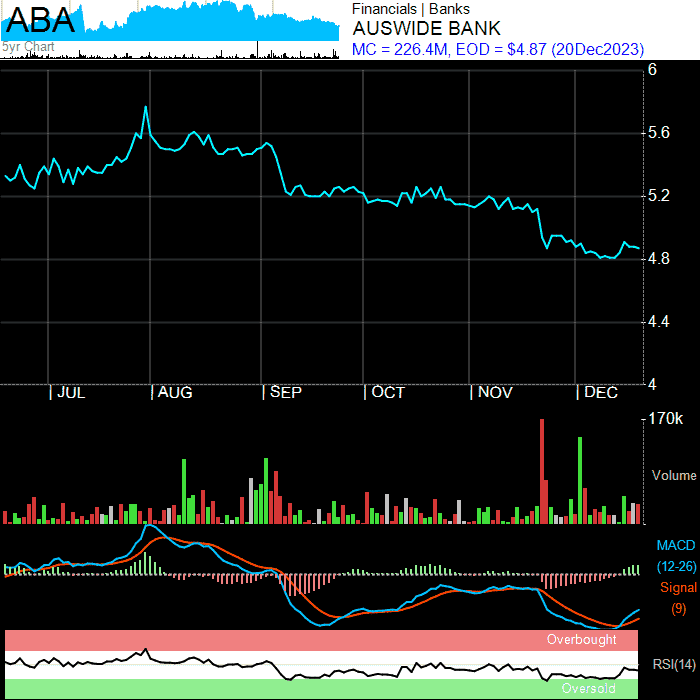 ABA
5yr Chart
Financials | Banks
AUSWIDE BANK
MC = 226.4M, EOD = $4.87 (20Dec2023)
6
5.6
5.2
4.8
4.4
4
| JUL | AUG | SEP | OCT | NOV | DEC
170k
Volume
MACD
(12-26)
Signal
(9)
Overbought
RSI(14)
Oversold